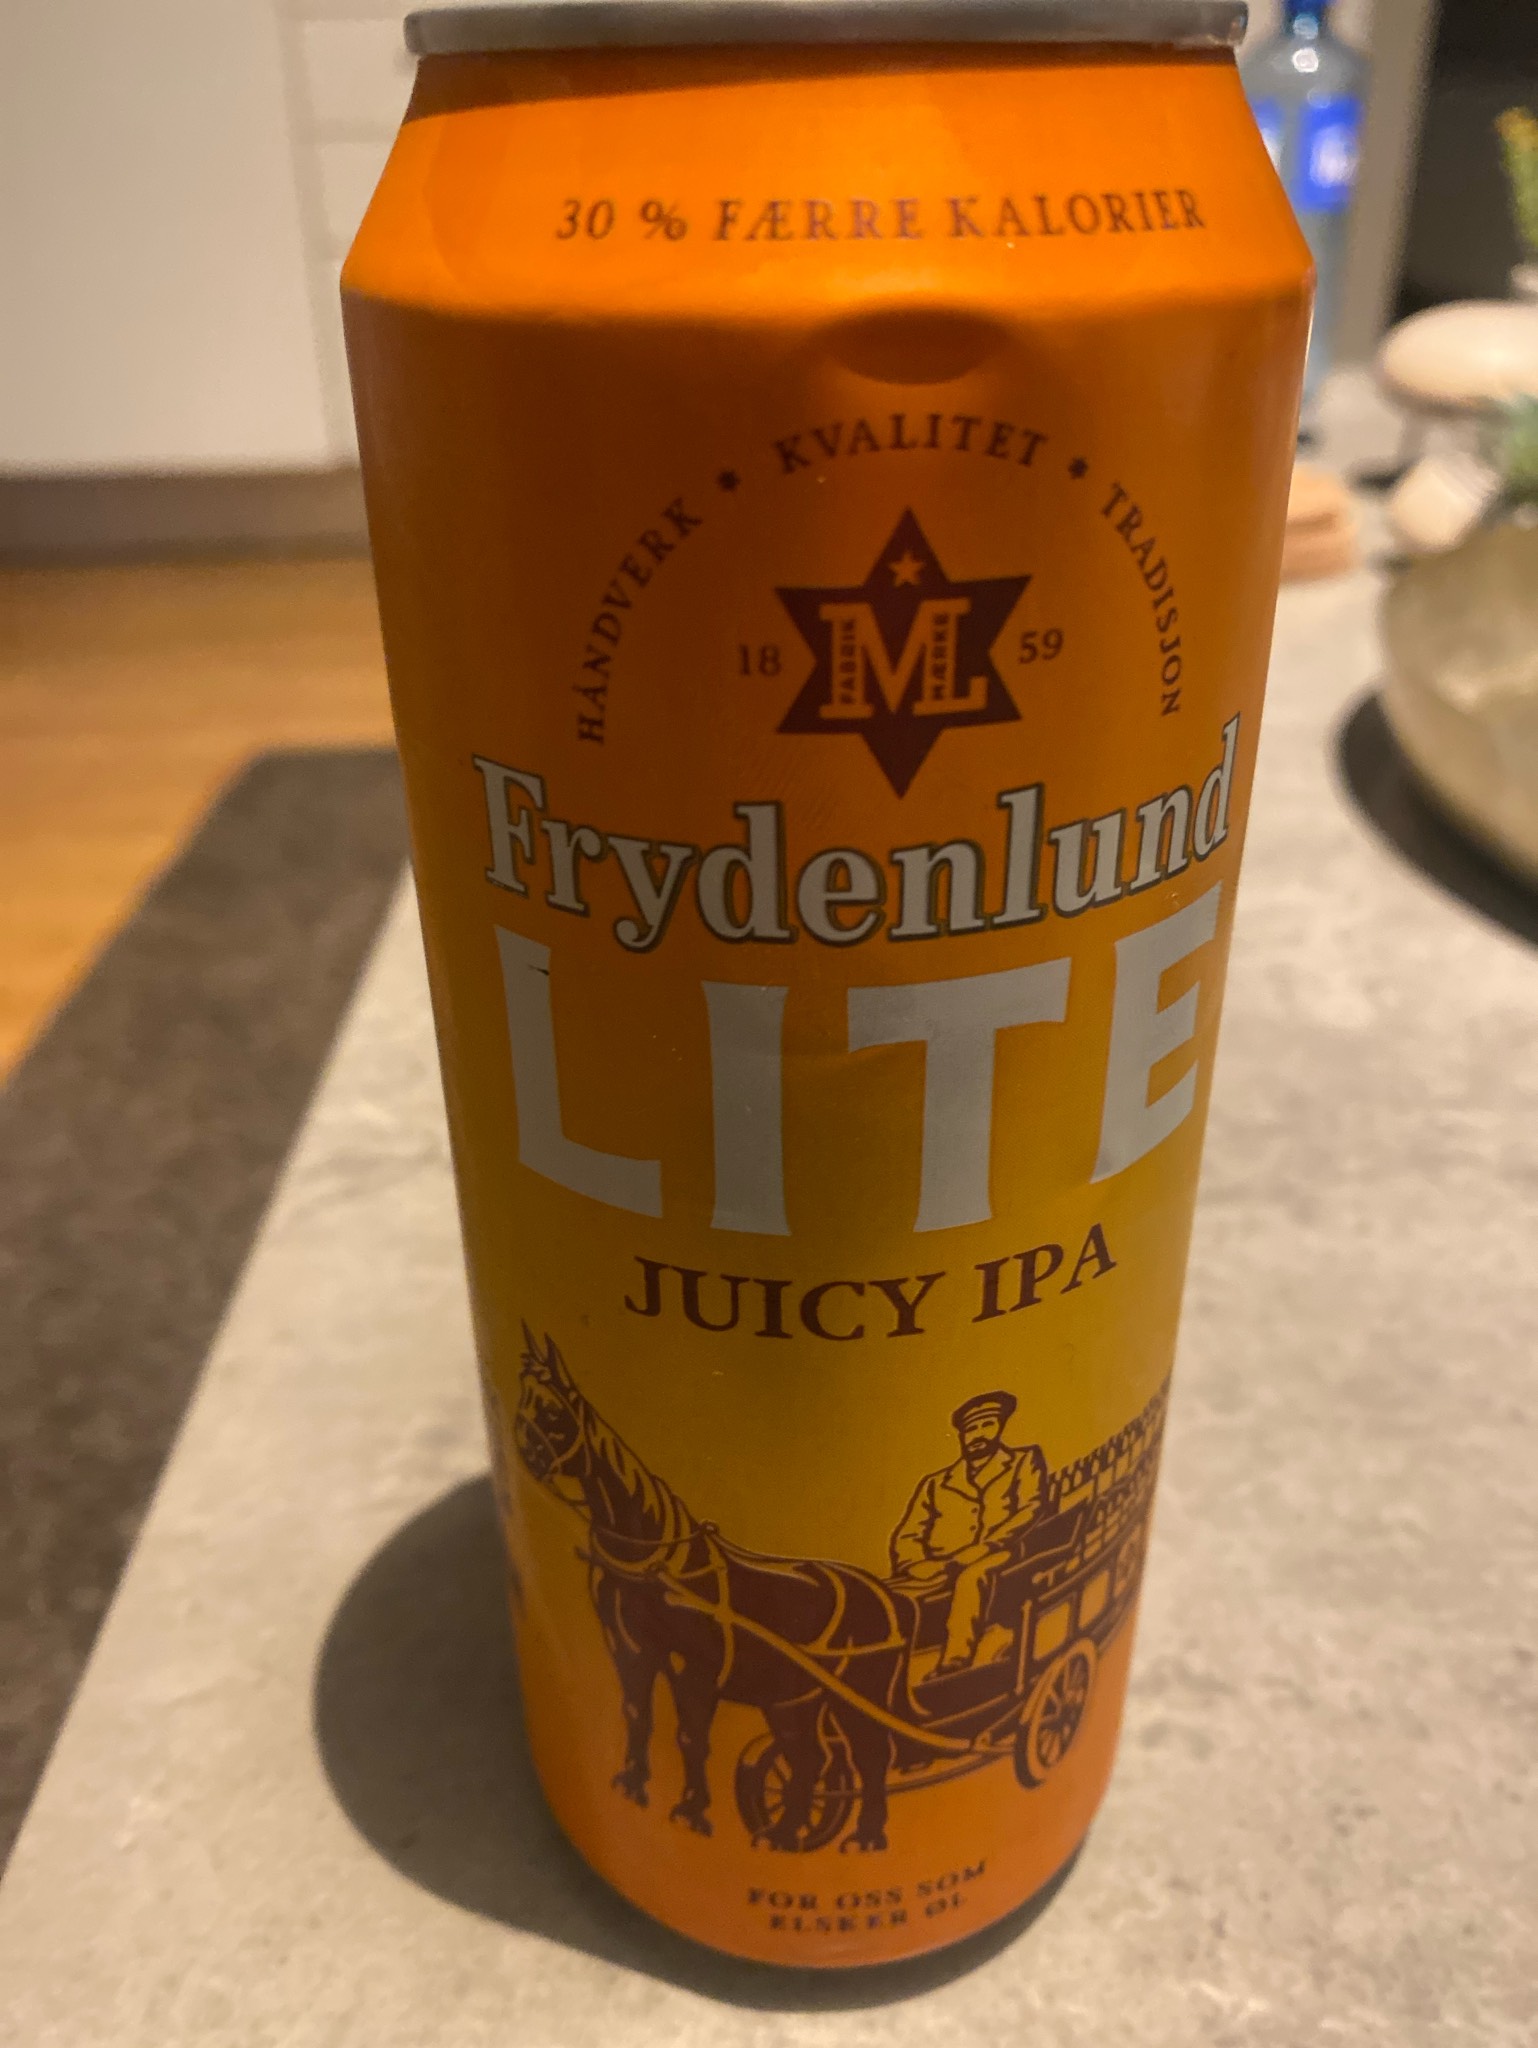 30 % FÆRRE KALORIER
HÅNDVERK * KVALITET * TRADISJON
18 59
FABRIK ML MÆRKE
Frydenlund
LITE
JUICY IPA
FOR OSS SOM
ELSKER ØL